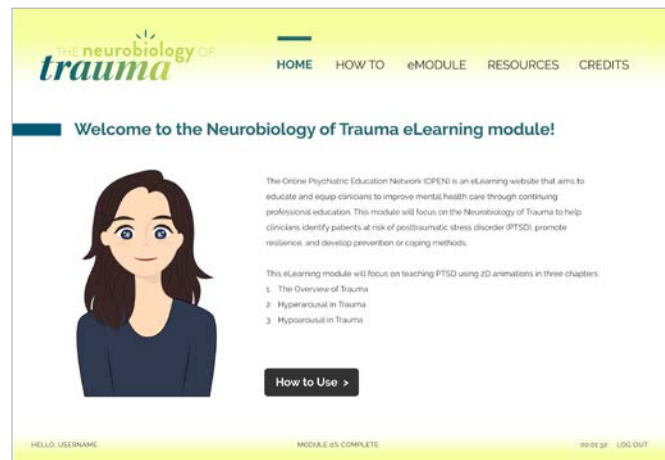 THE neurobiology OF
trauma
HOME HOW TO eMODULE RESOURCES CREDITS
Welcome to the Neurobiology of Trauma eLearning module!
The Online Psychiatric Education Network (OPEN) is an eLearning website that aims to
educate and equip clinicians to improve mental health care through continuing
professional education. This module will focus on the Neurobiology of Trauma to help
clinicians identify patients at risk of posttraumatic stress disorder (PTSD), promote
resilience, and develop prevention or coping methods.
This eLearning module will focus on teaching PTSD using 2D animations in three chapters:
1 The Overview of Trauma
2 Hyperarousal in Trauma
3 Hypoarousal in Trauma
How to Use >
HELLO, USERNAME. MODULE 0% COMPLETE 00:01:32 LOG OUT